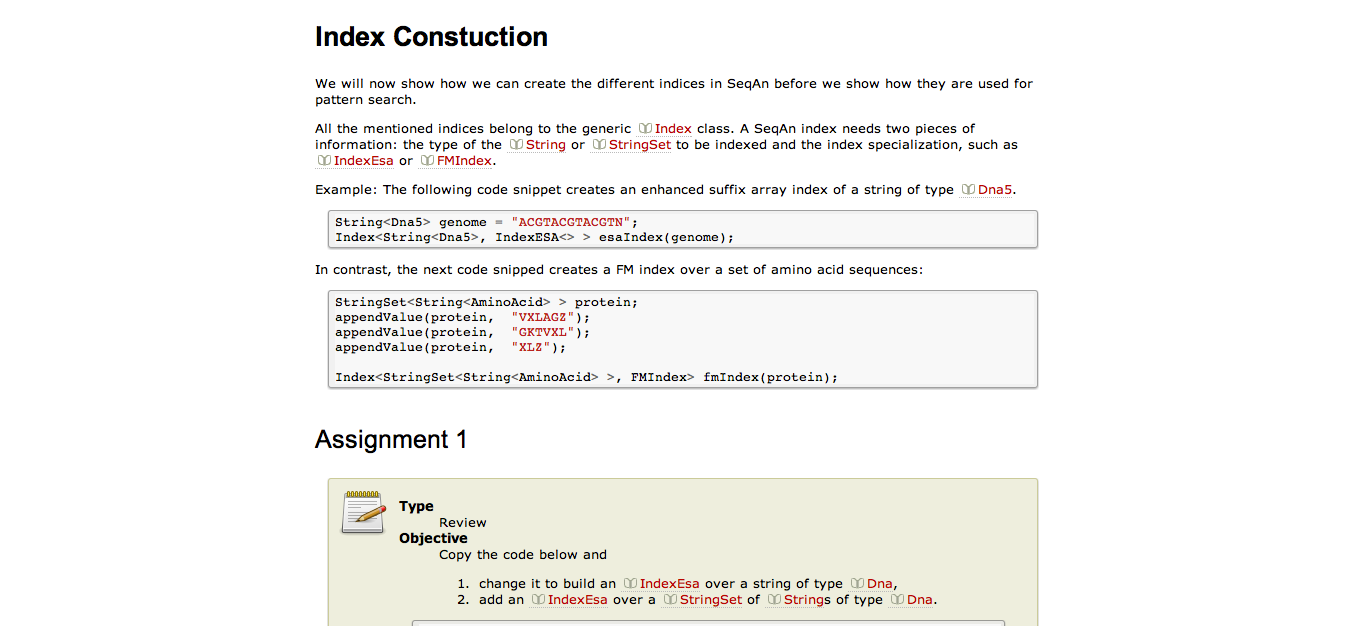 Index Constuction
We will now show how we can create the different indices in SeqAn before we show how they are used for
pattern search.
All the mentioned indices belong to the generic Index class. A SeqAn index needs two pieces of
information: the type of the String or StringSet to be indexed and the index specialization, such as
IndexEsa or FMIndex.
Example: The following code snippet creates an enhanced suffix array index of a string of type Dna5.
String<Dna5> genome = "ACGTACGTACGTN";
Index<String<Dna5>, IndexESA<> > esaIndex(genome);
In contrast, the next code snipped creates a FM index over a set of amino acid sequences:
StringSet<String<AminoAcid> > protein;
appendValue(protein,  "VXLAGZ");
appendValue(protein,  "GKTVXL");
appendValue(protein,  "XLZ");
Index<StringSet<String<AminoAcid> >, FMIndex> fmIndex(protein);
Assignment 1
Type
Review
Objective
Copy the code below and
1. change it to build an IndexEsa over a string of type Dna,
2. add an IndexEsa over a StringSet of Strings of type Dna.